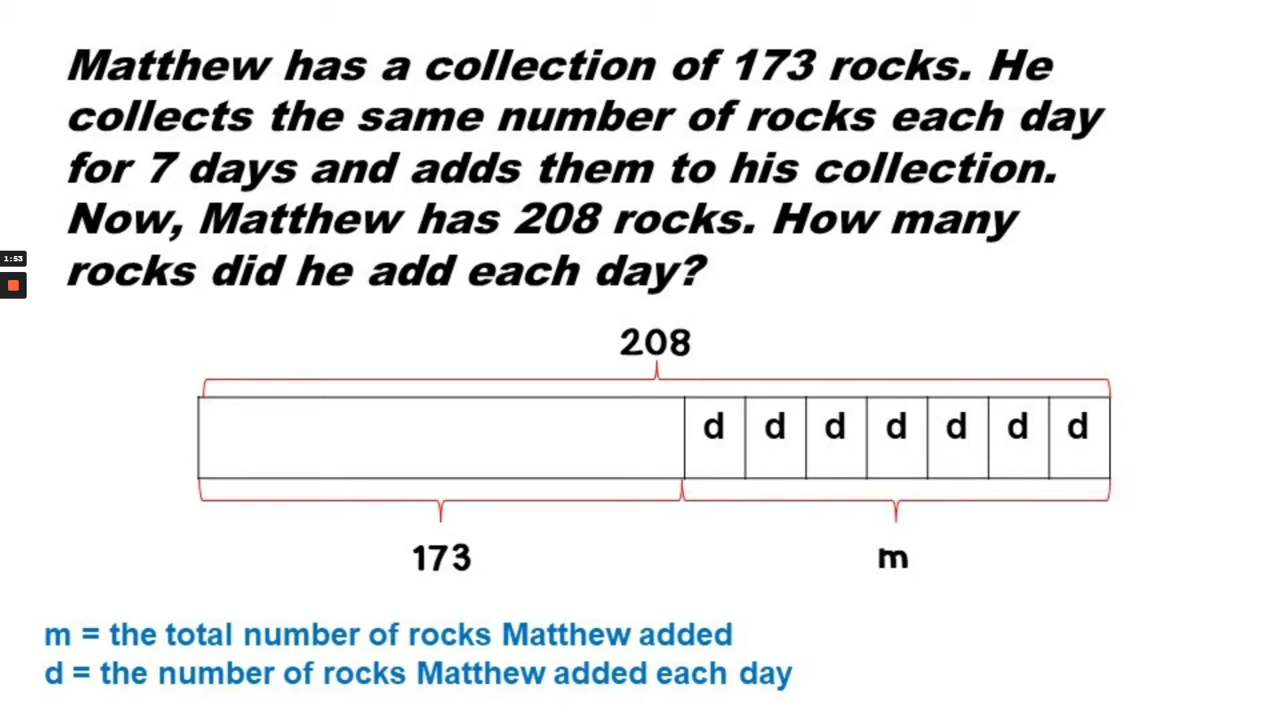 Matthew has a collection of 173 rocks. He
collects the same number of rocks each day
for 7 days and adds them to his collection.
Now, Matthew has 208 rocks. How many
rocks did he add each day?
1:53
208
d d d d d d d
173 m
m = the total number of rocks Matthew added
d = the number of rocks Matthew added each day